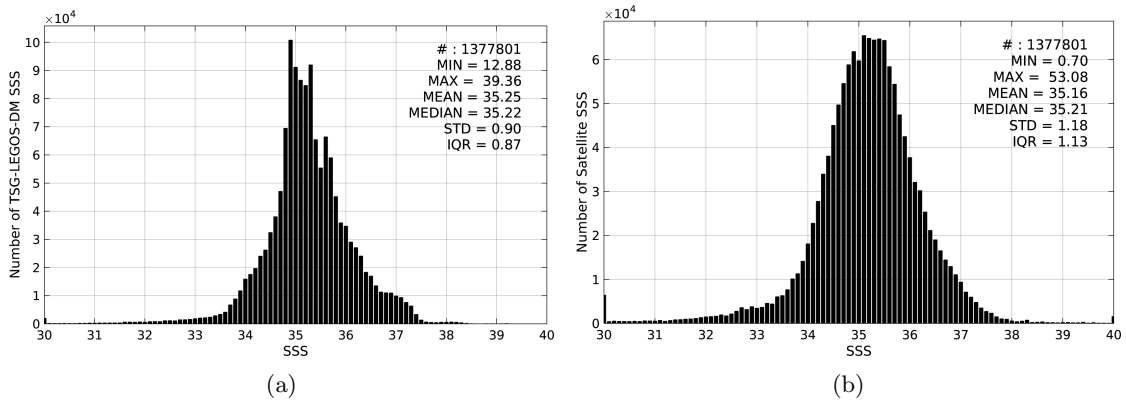 ×10⁴
Number of TSG-LEGOS-DM SSS
10
9
8
7
6
5
4
3
2
1
0
# : 1377801
MIN = 12.88
MAX = 39.36
MEAN = 35.25
MEDIAN = 35.22
STD = 0.90
IQR = 0.87
30 31 32 33 34 35 36 37 38 39 40
SSS
(a)
×10⁴
Number of Satellite SSS
6
5
4
3
2
1
0
# : 1377801
MIN = 0.70
MAX = 53.08
MEAN = 35.16
MEDIAN = 35.21
STD = 1.18
IQR = 1.13
30 31 32 33 34 35 36 37 38 39 40
SSS
(b)